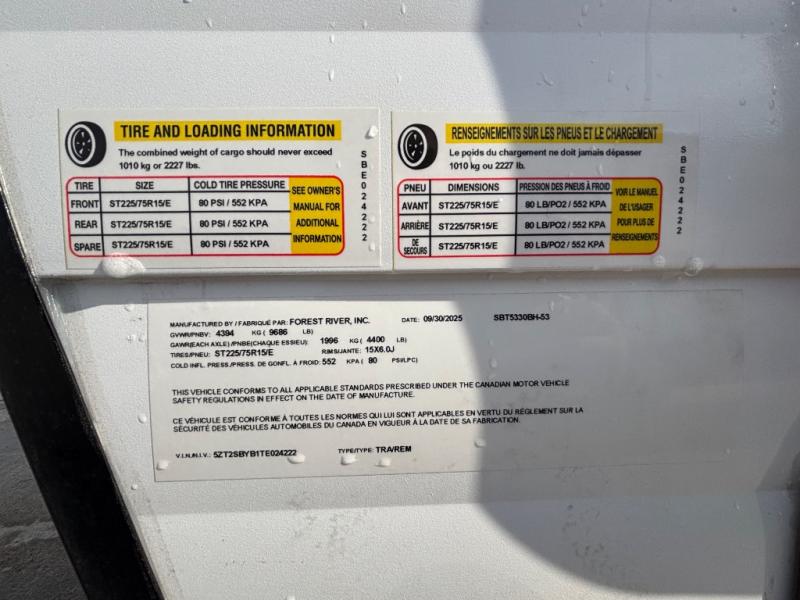 TIRE AND LOADING INFORMATION
The combined weight of cargo should never exceed
1010 kg or 2227 lbs.
TIRE SIZE COLD TIRE PRESSURE SEE OWNER'S MANUAL FOR ADDITIONAL INFORMATION
FRONT ST225/75R15/E 80 PSI / 552 KPA
REAR ST225/75R15/E 80 PSI / 552 KPA
SPARE ST225/75R15/E 80 PSI / 552 KPA
SBE024222
RENSEIGNEMENTS SUR LES PNEUS ET LE CHARGEMENT
Le poids du chargement ne doit jamais dépasser
1010 kg ou 2227 lb.
PNEU DIMENSIONS PRESSION DES PNEUS À FROID VOIR LE MANUEL DE L'USAGER POUR PLUS DE RENSEIGNEMENTS
AVANT ST225/75R15/E 80 LB/PO2 / 552 KPA
ARRIÈRE ST225/75R15/E 80 LB/PO2 / 552 KPA
DE SECOURS ST225/75R15/E 80 LB/PO2 / 552 KPA
SBE024222
MANUFACTURED BY / FABRIQUÉ PAR: FOREST RIVER, INC. DATE: 09/30/2025 SBT5330BH-53
GVWR/PNBV: 4394 KG ( 9686 LB)
GAWR(EACH AXLE) /PNBE(CHAQUE ESSIEU): 1996 KG ( 4400 LB)
TIRES/PNEU: ST225/75R15/E RIMS/JANTE: 15X6.0J
COLD INFL. PRESS./PRESS. DE GONFL. À FROID: 552 KPA ( 80 PSI/LPC)
THIS VEHICLE CONFORMS TO ALL APPLICABLE STANDARDS PRESCRIBED UNDER THE CANADIAN MOTOR VEHICLE
SAFETY REGULATIONS IN EFFECT ON THE DATE OF MANUFACTURE.
CE VÉHICULE EST CONFORME À TOUTES LES NORMES QUI LUI SONT APPLICABLES EN VERTU DU RÉGLEMENT SUR LA
SÉCURITÉ DES VÉHICULES AUTOMOBILES DU CANADA EN VIGUEUR À LA DATE DE SA FABRICATION.
V.I.N./N.I.V.: 5ZT2SBYB1TE024222 TYPE/TYPE: TRA/REM